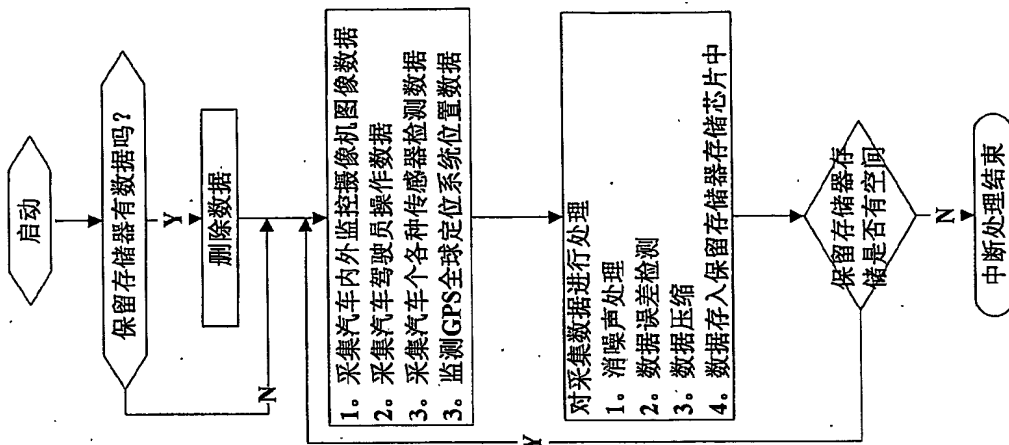 启动
保留存储器有数据吗?
Y
删除数据
N
1。采集汽车内外监控摄像机图像数据
2。采集汽车驾驶员操作数据
3。采集汽车个各种传感器检测数据
3。监测GPS全球定位系统位置数据
对采集数据进行处理
1。消噪声处理
2。数据误差检测
3。数据压缩
4。数据存入保留存储器存储芯片中
保留存储器存
储是否有空间
Y
N
中断处理结束